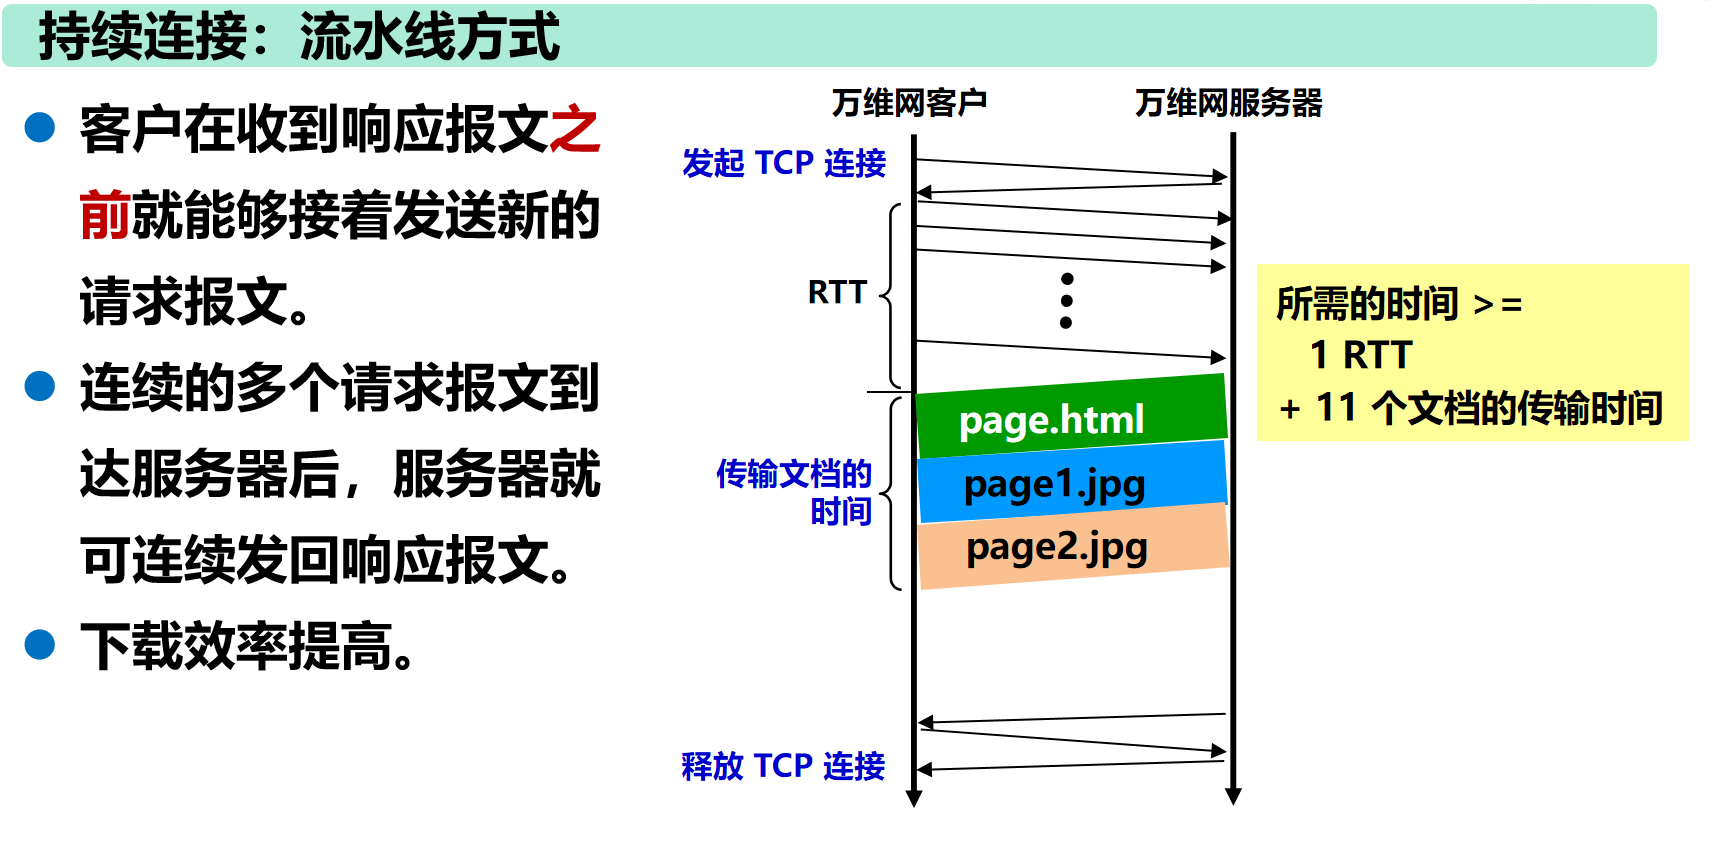 持续连接：流水线方式
客户在收到响应报文之
前就能够接着发送新的
请求报文。
连续的多个请求报文到
达服务器后，服务器就
可连续发回响应报文。
下载效率提高。
万维网客户
万维网服务器
发起 TCP 连接
RTT
page.html
传输文档的
时间
page1.jpg
page2.jpg
释放 TCP 连接
所需的时间 >=
1 RTT
+ 11 个文档的传输时间